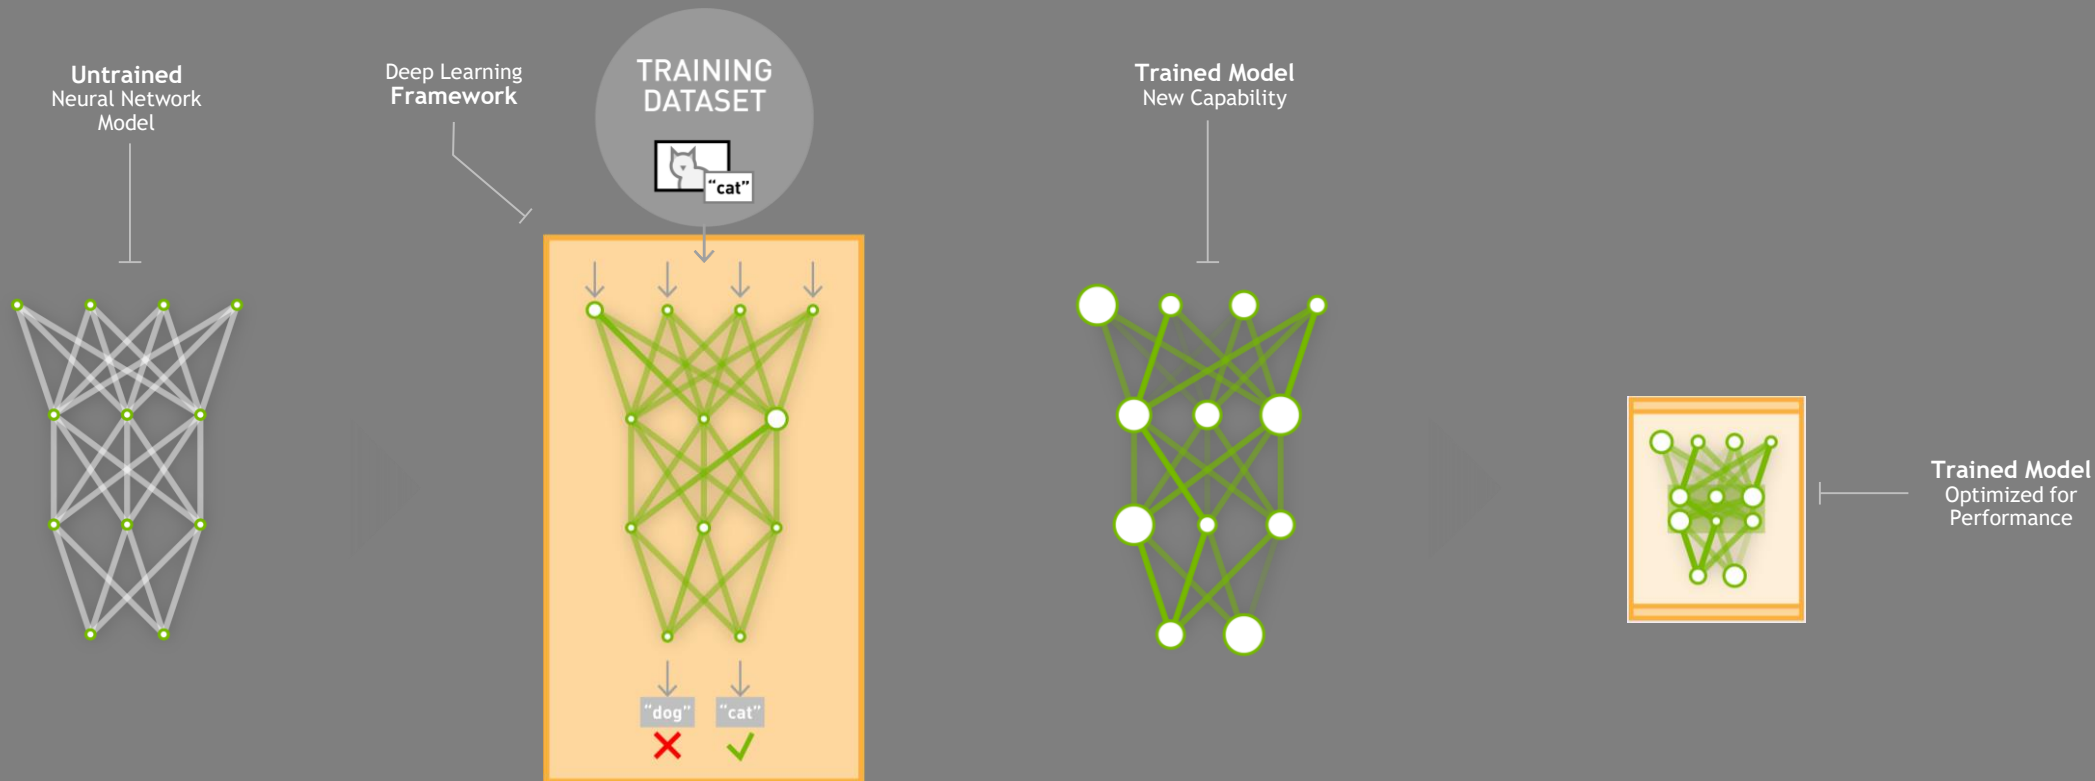 Untrained
Neural Network
Model
Deep Learning
Framework
TRAINING
DATASET
“cat”
“dog”
“cat”
Trained Model
New Capability
Trained Model
Optimized for
Performance